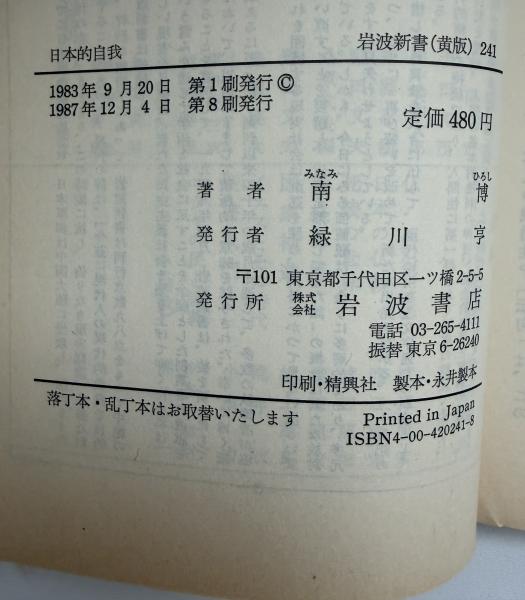 日本的自我
岩波新書(黄版) 241
1983年9月20日 第1刷発行©
1987年12月4日 第8刷発行
定価480円
みなみ ひろし
著者 南 博
発行者 緑川 亨
〒101 東京都千代田区一ツ橋2-5-5
発行所 株式会社 岩波書店
電話 03-265-4111
振替 東京6-26240
印刷・精興社 製本・永井製本
落丁本・乱丁本はお取替いたします
Printed in Japan
ISBN4-00-420241-8